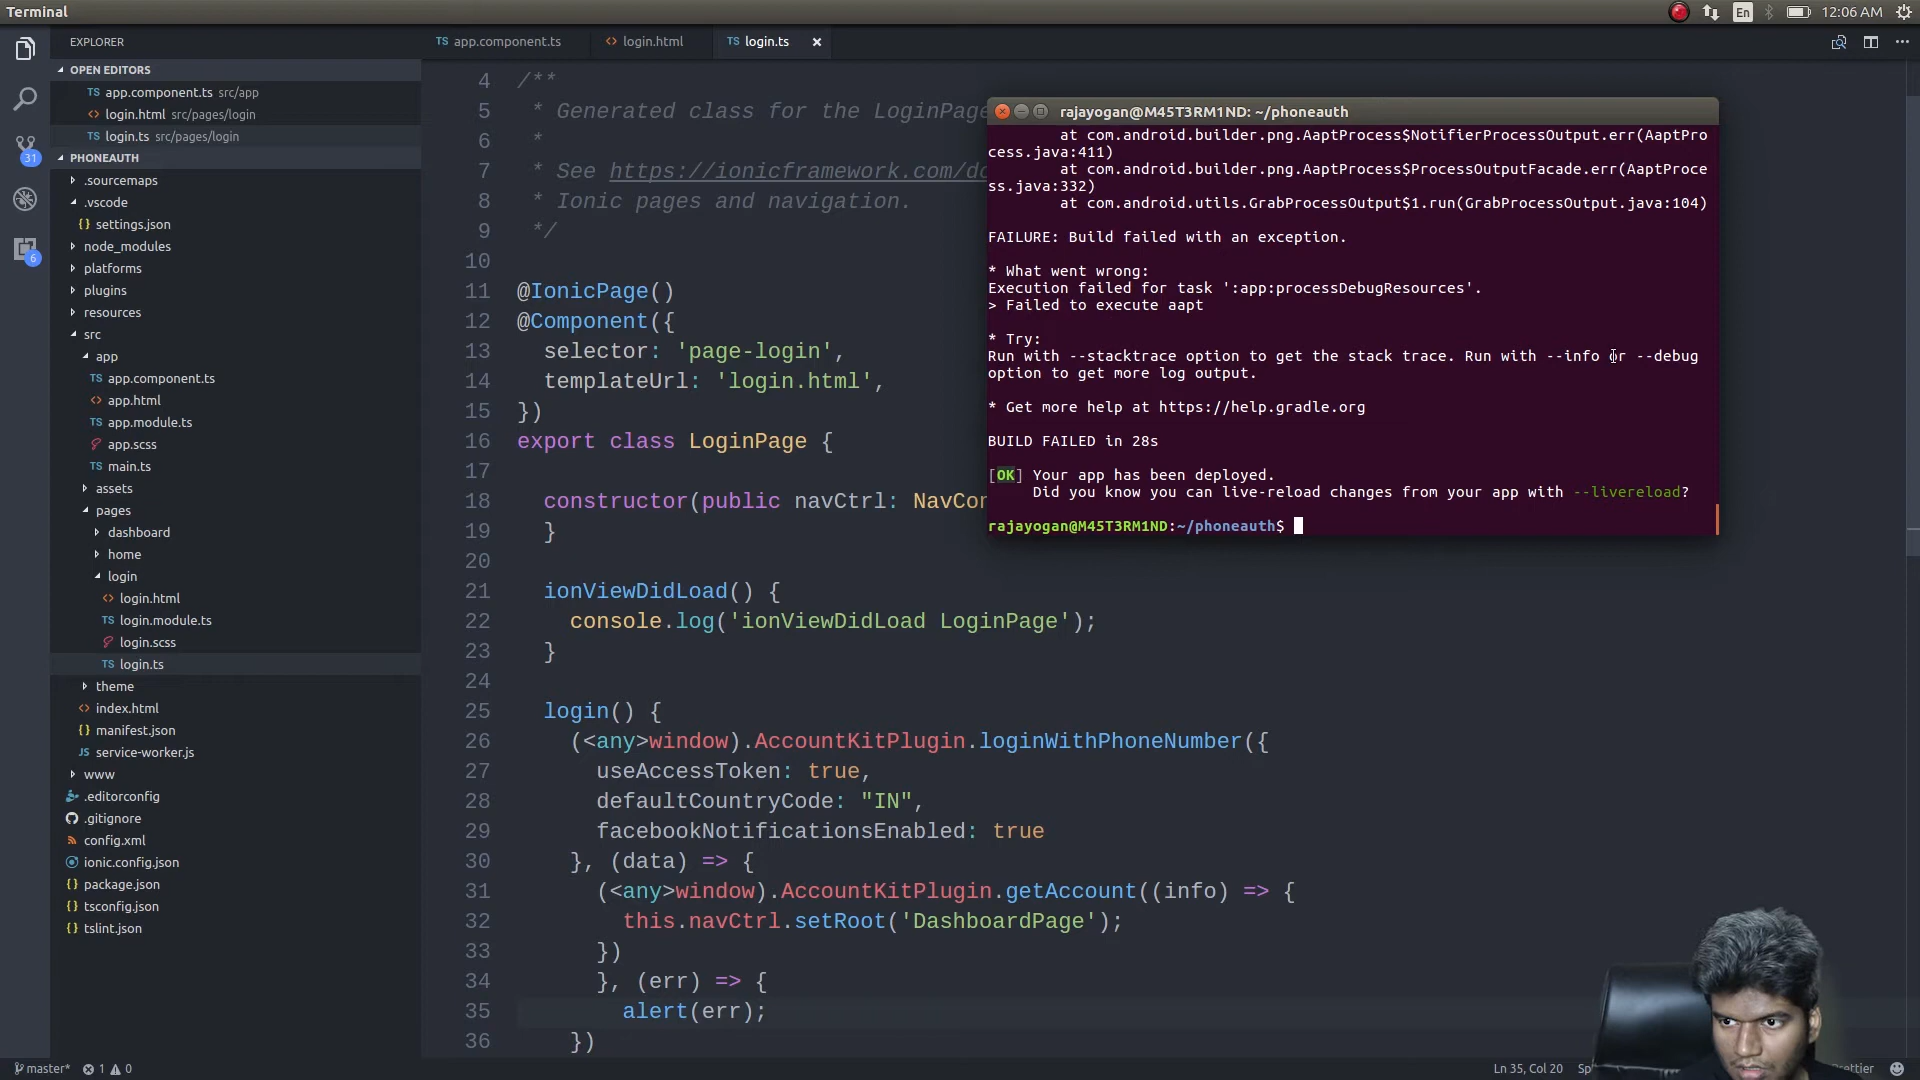 Terminal
En
12:06 AM
EXPLORER
OPEN EDITORS
TS app.component.ts src/app
<> login.html src/pages/login
TS login.ts src/pages/login
PHONEAUTH
.sourcemaps
.vscode
{} settings.json
node_modules
platforms
plugins
resources
src
app
TS app.component.ts
<> app.html
TS app.module.ts
app.scss
TS main.ts
assets
pages
dashboard
home
login
<> login.html
TS login.module.ts
login.scss
TS login.ts
theme
<> index.html
{} manifest.json
JS service-worker.js
www
.editorconfig
.gitignore
config.xml
ionic.config.json
{} package.json
{} tsconfig.json
{} tslint.json
31
6
TS app.component.ts
<> login.html
TS login.ts
4 /**
5 * Generated class for the LoginPage
6 *
7 * See https://ionicframework.com/do
8 * Ionic pages and navigation.
9 */
10
11 @IonicPage()
12 @Component({
13 selector: 'page-login',
14 templateUrl: 'login.html',
15 })
16 export class LoginPage {
17
18 constructor(public navCtrl: NavCon
19 }
20
21 ionViewDidLoad() {
22 console.log('ionViewDidLoad LoginPage');
23 }
24
25 login() {
26 (<any>window).AccountKitPlugin.loginWithPhoneNumber({
27 useAccessToken: true,
28 defaultCountryCode: "IN",
29 facebookNotificationsEnabled: true
30 }, (data) => {
31 (<any>window).AccountKitPlugin.getAccount((info) => {
32 this.navCtrl.setRoot('DashboardPage');
33 })
34 }, (err) => {
35 alert(err);
36 })
rajayogan@M45T3RM1ND: ~/phoneauth
at com.android.builder.png.AaptProcess$NotifierProcessOutput.err(AaptPro
cess.java:411)
at com.android.builder.png.AaptProcess$ProcessOutputFacade.err(AaptProce
ss.java:332)
at com.android.utils.GrabProcessOutput$1.run(GrabProcessOutput.java:104)
FAILURE: Build failed with an exception.
* What went wrong:
Execution failed for task ':app:processDebugResources'.
> Failed to execute aapt
* Try:
Run with --stacktrace option to get the stack trace. Run with --info or --debug
option to get more log output.
* Get more help at https://help.gradle.org
BUILD FAILED in 28s
[OK] Your app has been deployed.
Did you know you can live-reload changes from your app with --livereload?
rajayogan@M45T3RM1ND:~/phoneauth$
master*
1
0
Ln 35, Col 20
Sp
ettier